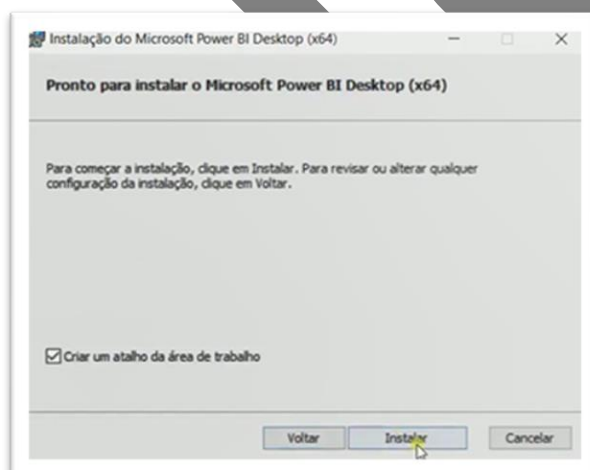 Instalação do Microsoft Power BI Desktop (x64)
Pronto para instalar o Microsoft Power BI Desktop (x64)
Para começar a instalação, clique em Instalar. Para revisar ou alterar qualquer
configuração da instalação, clique em Voltar.
Criar um atalho da área de trabalho
Voltar Instalar Cancelar